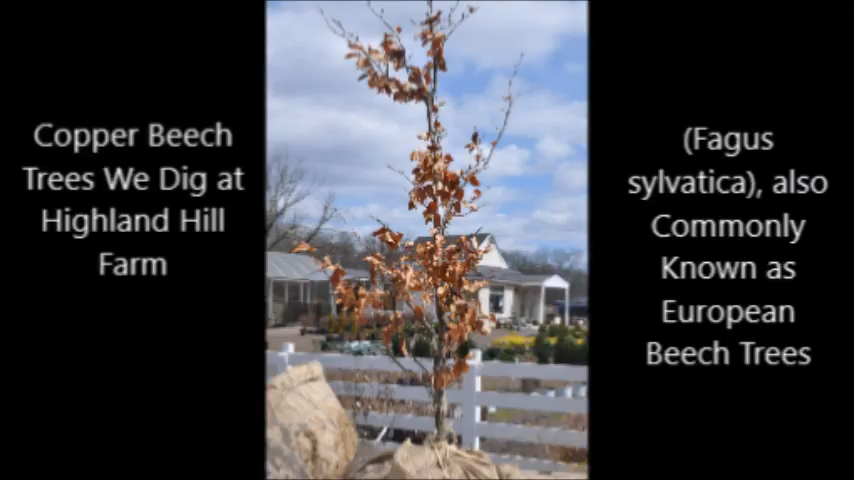 Copper Beech
Trees We Dig at
Highland Hill
Farm
(Fagus
sylvatica), also
Commonly
Known as
European
Beech Trees